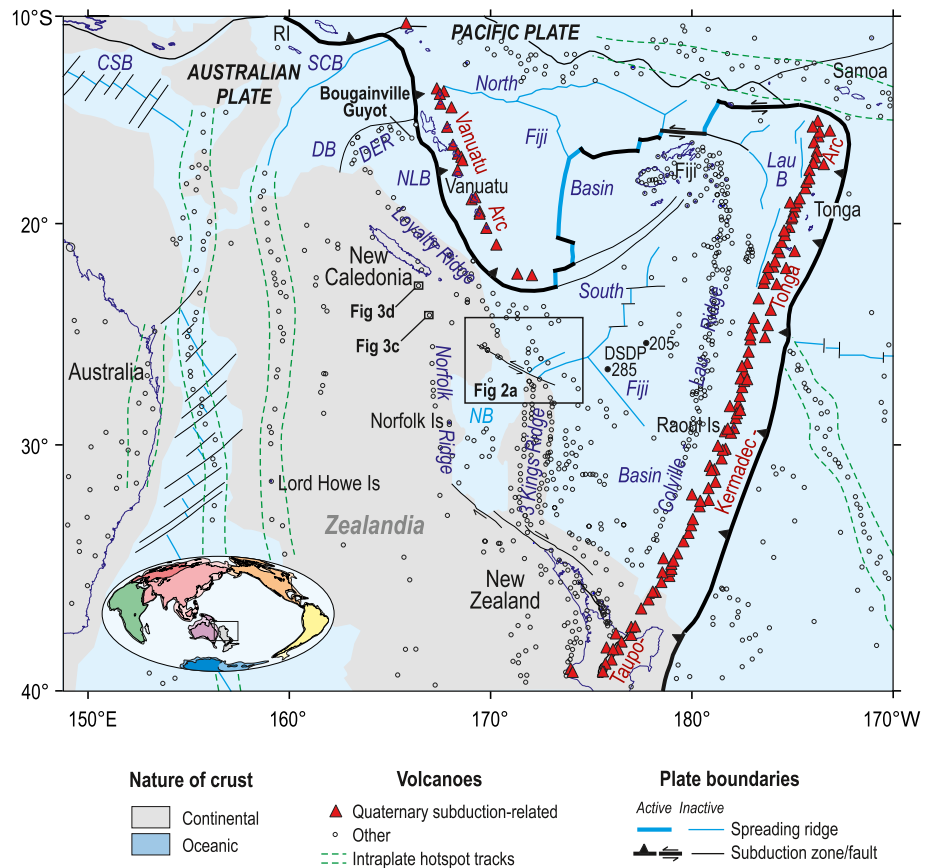 10°S
RI
PACIFIC PLATE
CSB
SCB
AUSTRALIAN
PLATE
North
Samoa
Bougainville
Guyot
Vanuatu
Fiji
Arc
DB
DER
Lau
B
NLB
Vanuatu
Basin
Fiji
20°
Arc
Tonga
Loyalty Ridge
New
Caledonia
South
Tonga
Fig 3d
Ridge
Fig 3c
205
DSDP
285
Australia
Norfolk
Fig 2a
Fiji
Lau
NB
Norfolk Is
Raoul Is
30°
Ridge
3 Kings Ridge
Basin
Colville
Kermadec
Lord Howe Is
Zealandia
New
Zealand
Taupo
40°
150°E
160°
170°
180°
170°W
Nature of crust
Continental
Oceanic
Volcanoes
Quaternary subduction-related
Other
Intraplate hotspot tracks
Plate boundaries
Active Inactive
Spreading ridge
Subduction zone/fault